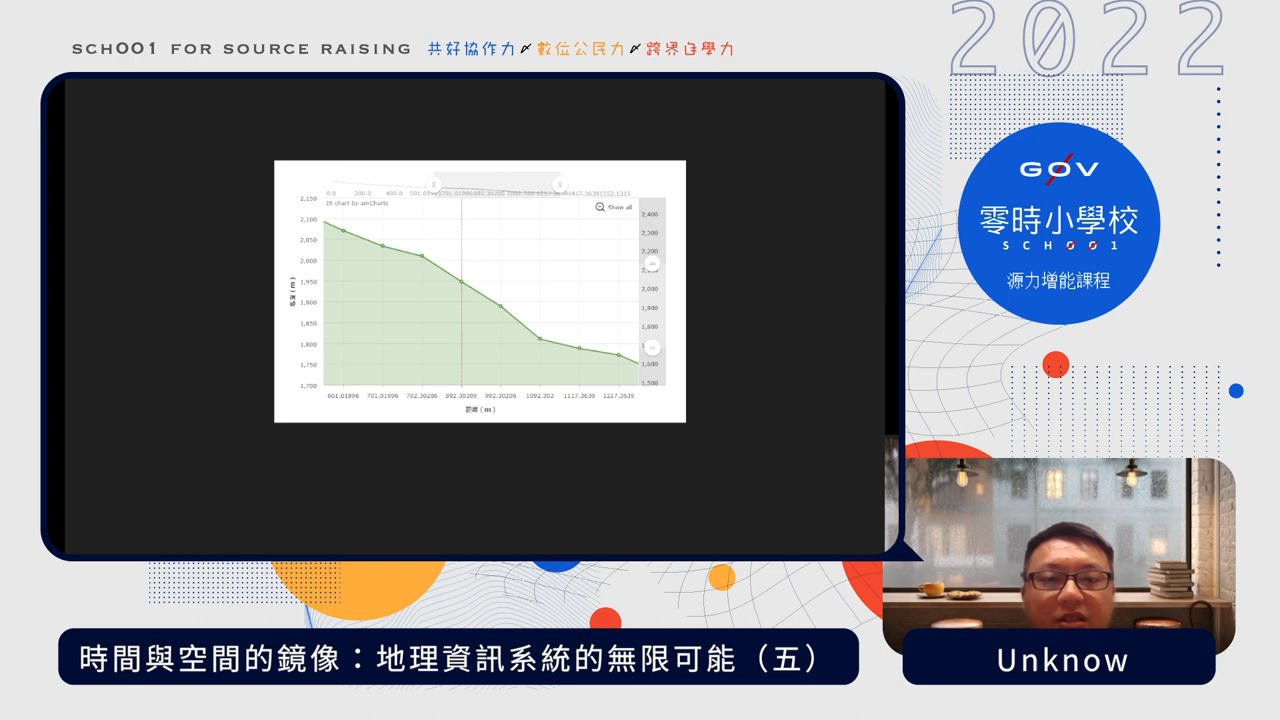 SCHOO1 FOR SOURCE RAISING 共好協作力 數位公民力 跨界自學力
2022
GØV
零時小學校
SCHØØ1
源力增能課程
0.0 200.0 400.0
JS chart by amCharts
Show all
2,150
2,100
2,050
2,000
1,950
1,900
1,850
1,800
1,750
1,700
2,400
2,300
2,200
2,000
1,900
1,800
1,600
1,500
601.01996 701.01996 792.30206 892.30206 992.30206 1092.302 1117.3639 1217.3639
距離 ( m )
時間與空間的鏡像：地理資訊系統的無限可能（五）
Unknow